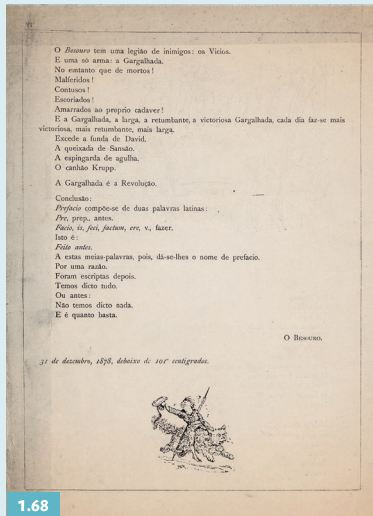 VI
O Besouro tem uma legião de inimigos: os Vicios.
E uma só arma: a Gargalhada.
No emtanto que de mortos!
Malferidos!
Contusos!
Escoriados!
Amarrados ao proprio cadaver!
E a Gargalhada, a larga, a retumbante, a victoriosa Gargalhada, cada dia faz-se mais
victoriosa, mais retumbante, mais larga.
Excede a funda de David.
A queixada de Sansão.
A espingarda de agulha.
O canhão Krupp.
A Gargalhada é a Revolução.
Conclusão:
Prefacio compõe-se de duas palavras latinas:
Pre, prep., antes.
Facio, is, feci, factum, ere, v., fazer.
Isto é:
Feito antes.
A estas meias-palavras, pois, dá-se-lhes o nome de prefacio.
Por uma razão.
Foram escriptas depois.
Temos dicto tudo.
Ou antes:
Não temos dicto nada.
E é quanto basta.
O BESOURO.
31 de dezembro, 1878, debaixo de 101° centigrados.
1.68